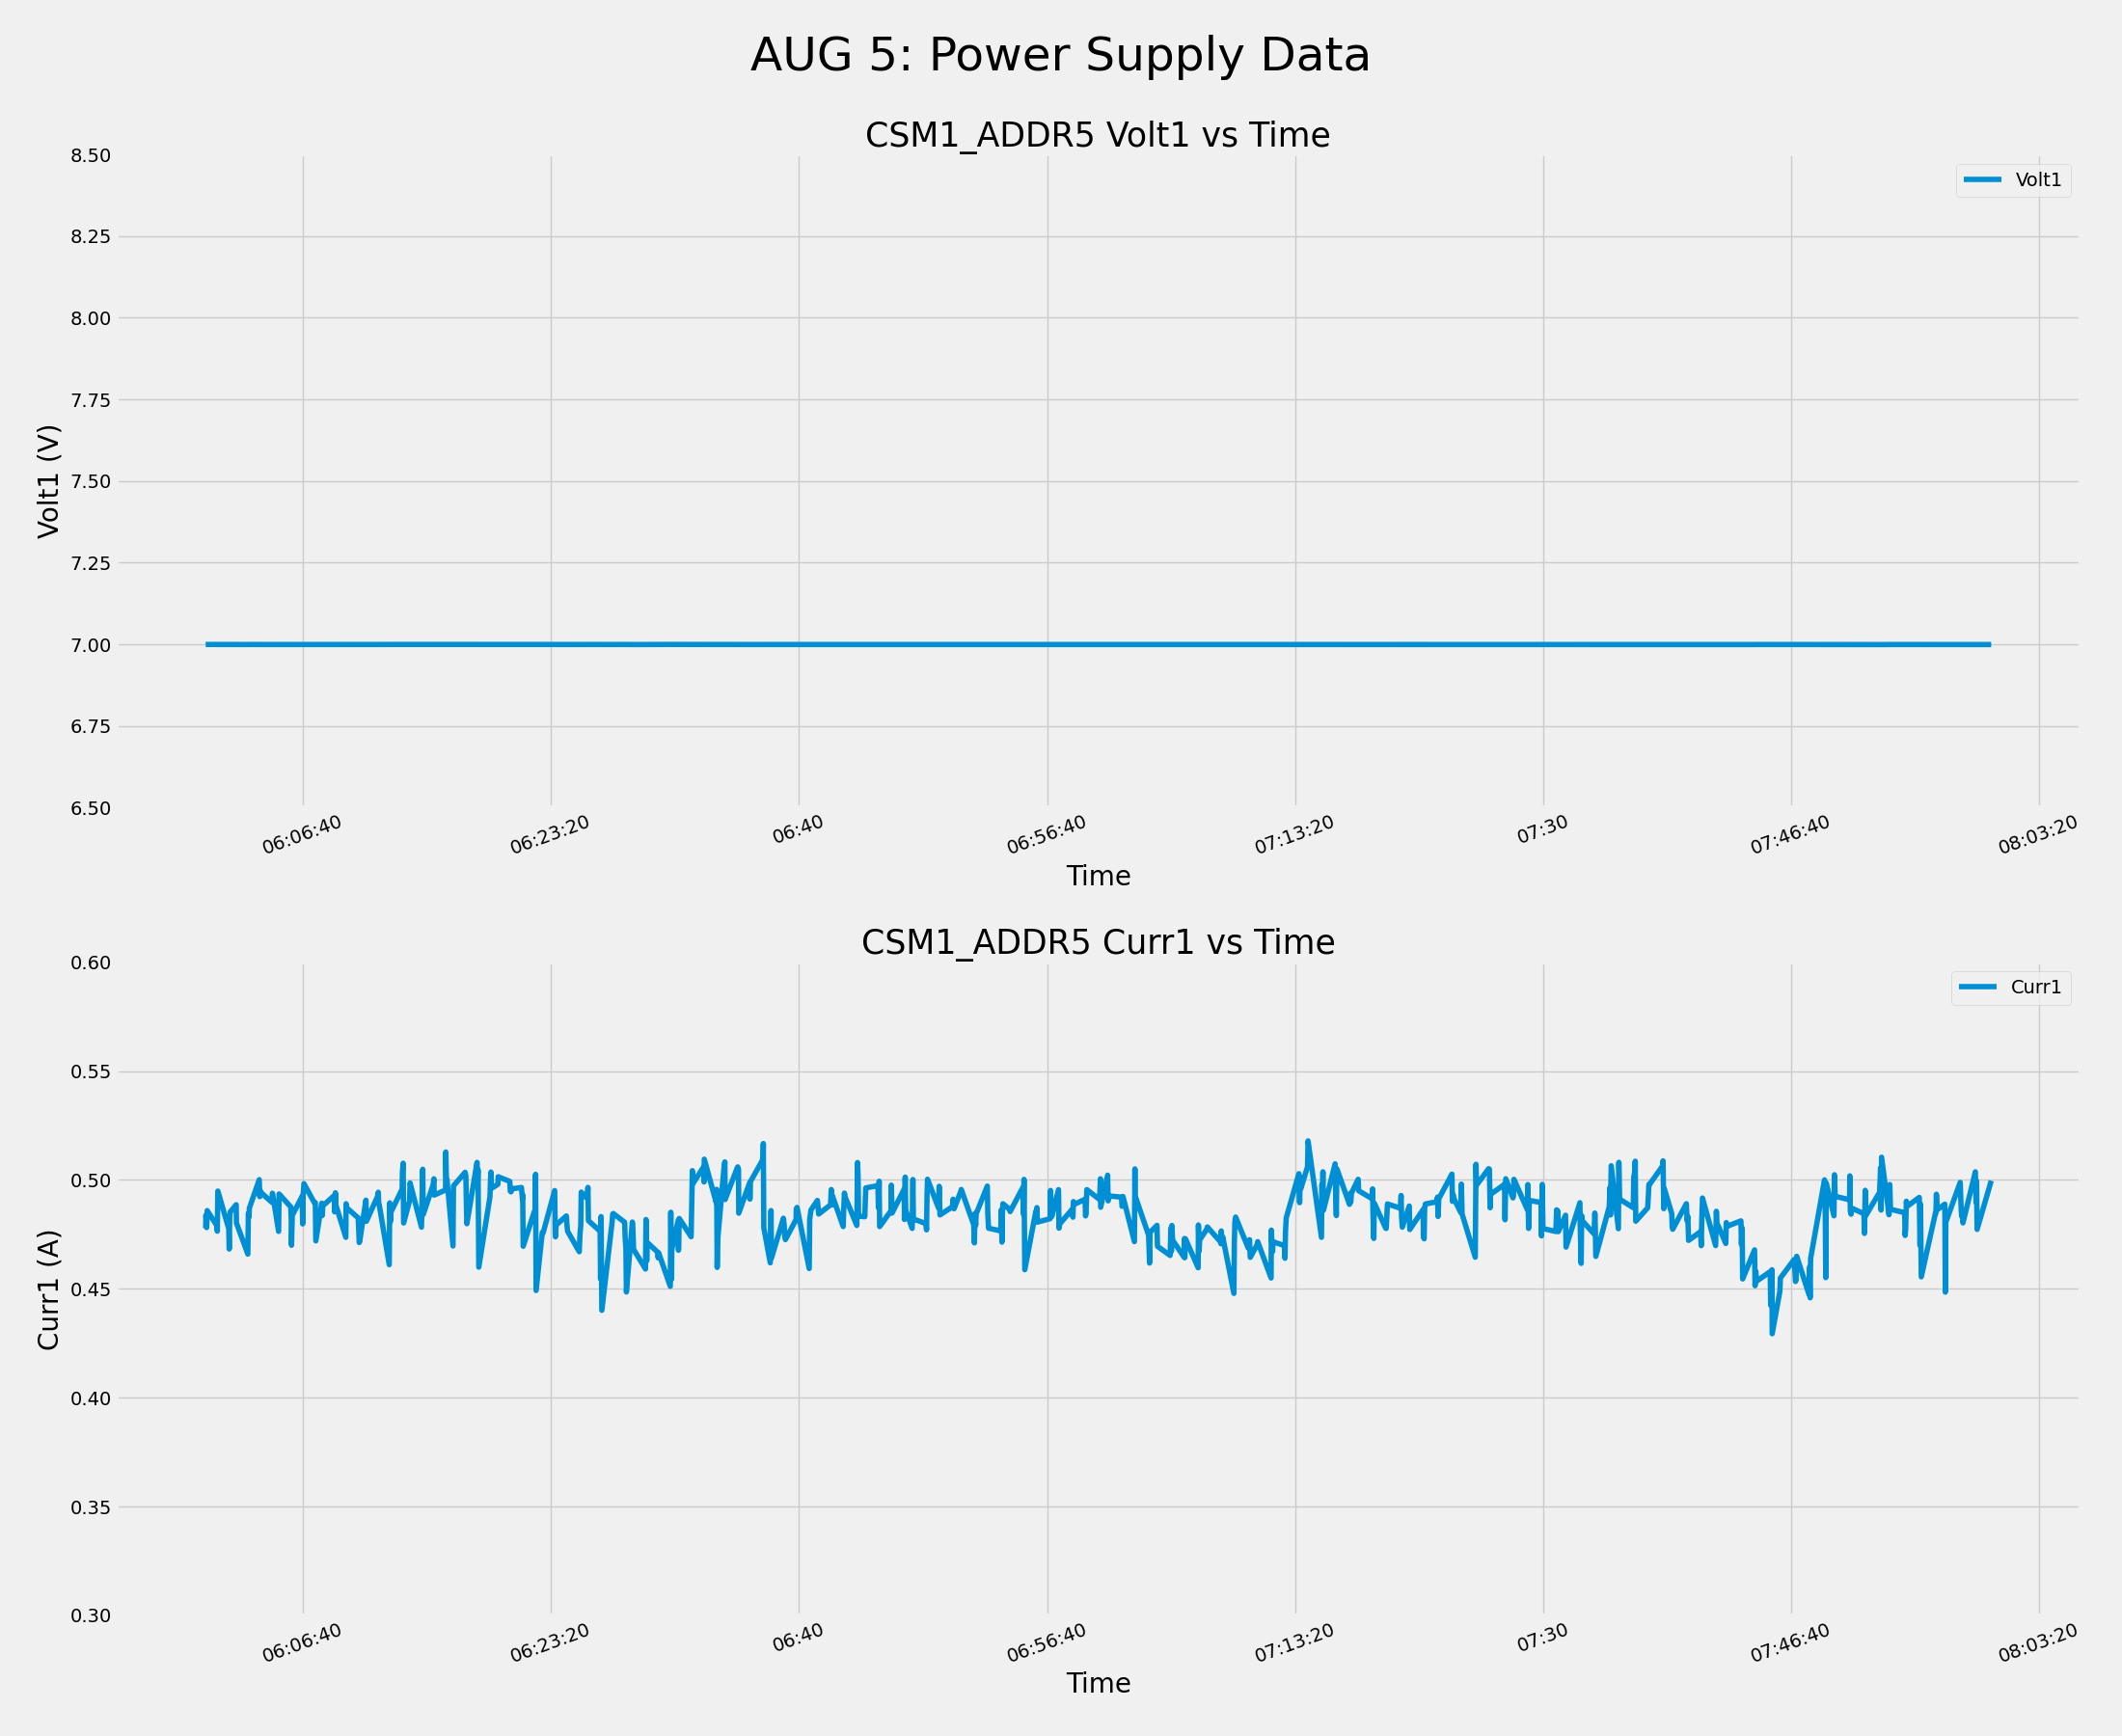 AUG 5: Power Supply Data
CSM1_ADDR5 Volt1 vs Time
8.50
8.25
8.00
7.75
7.50
7.25
7.00
6.75
6.50
Volt1 (V)
Volt1
06:06:40 06:23:20 06:40 06:56:40 07:13:20 07:30 07:46:40 08:03:20
Time
CSM1_ADDR5 Curr1 vs Time
0.60
0.55
0.50
0.45
0.40
0.35
0.30
Curr1 (A)
Curr1
06:06:40 06:23:20 06:40 06:56:40 07:13:20 07:30 07:46:40 08:03:20
Time